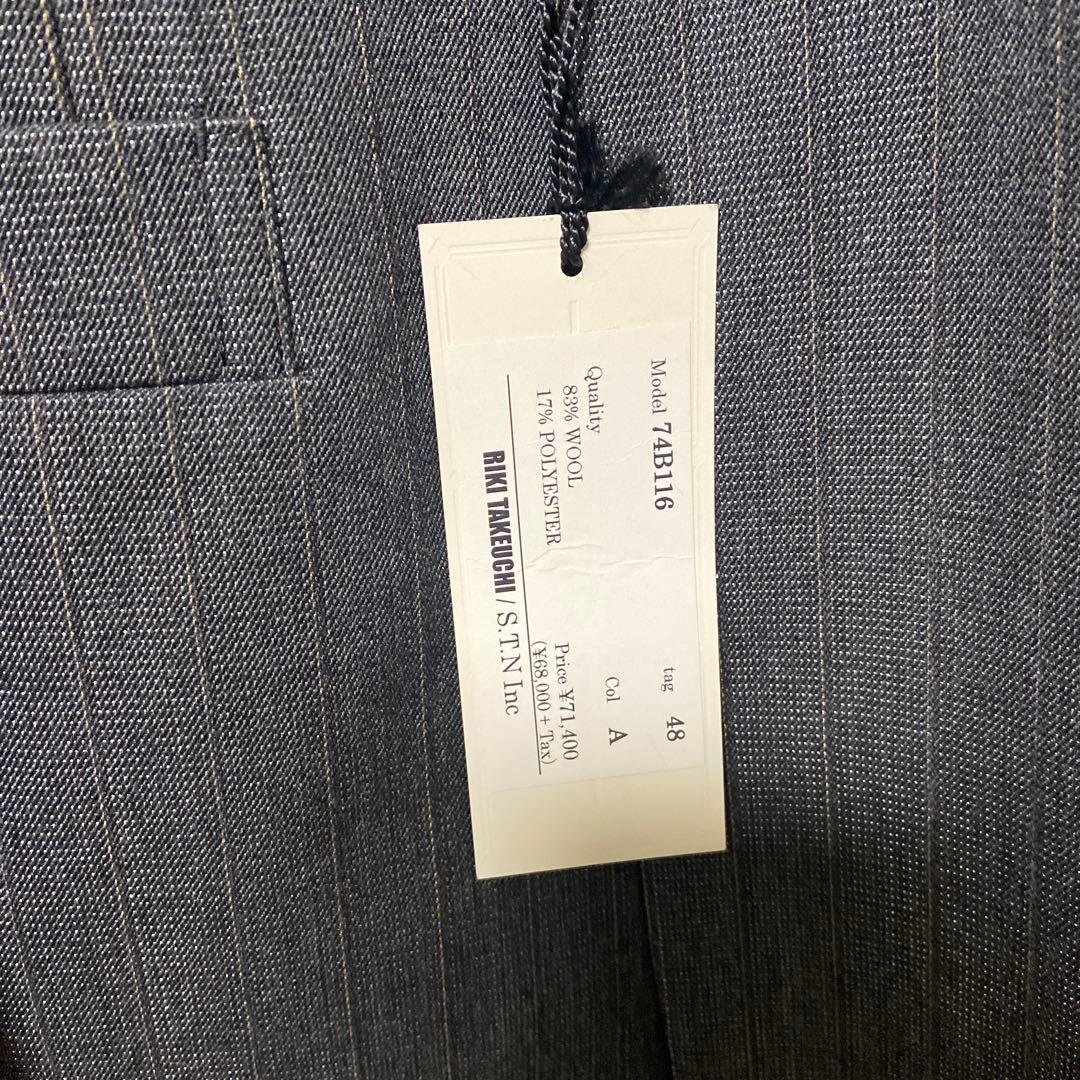 Model 74B116 tag 48
Quality Col A
83% WOOL
17% POLYESTER Price ¥71,400
(¥68,000 + Tax)
RIKI TAKEUCHI / S.T.N Inc